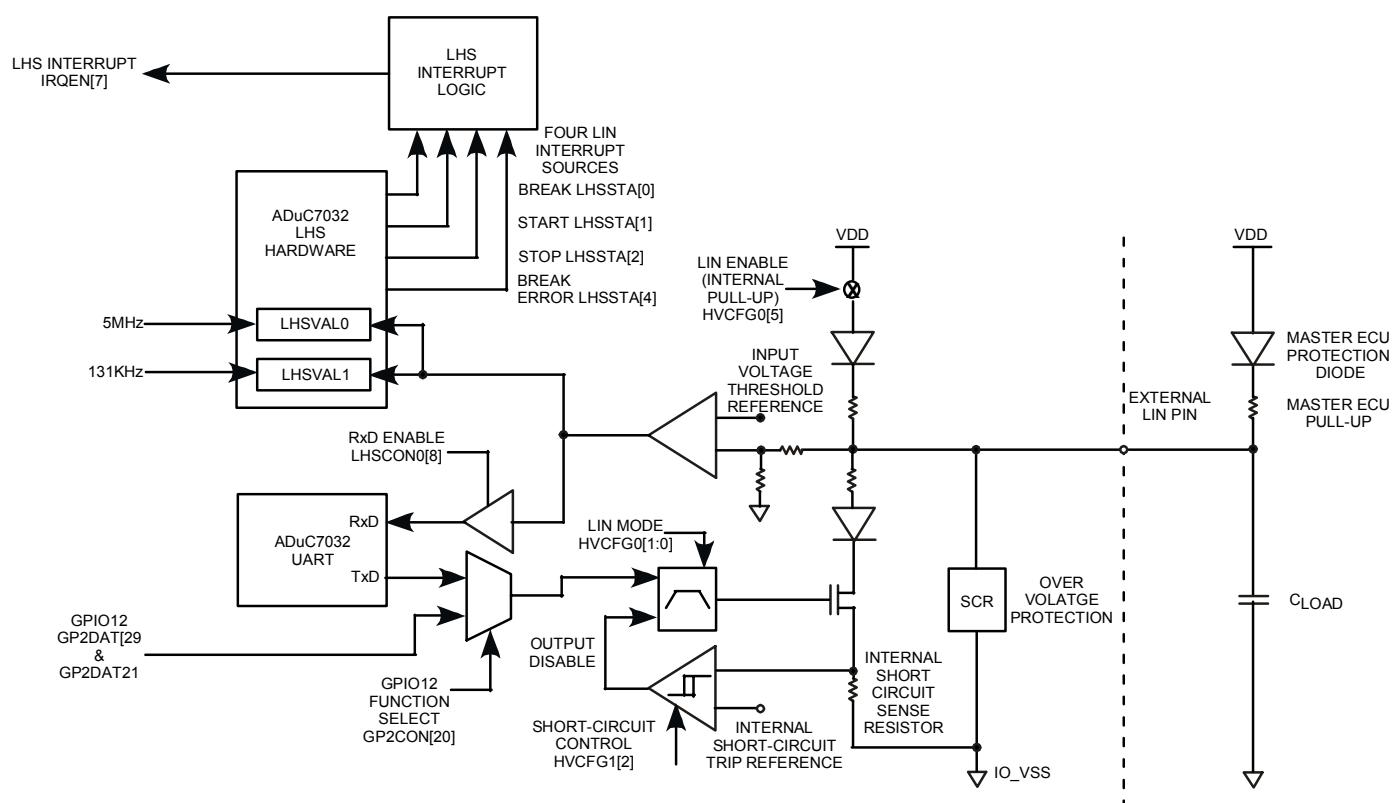 LHS INTERRUPT
IRQEN[7]
LHS
INTERRUPT
LOGIC
FOUR LIN
INTERRUPT
SOURCES
BREAK LHSSTA[0]
START LHSSTA[1]
STOP LHSSTA[2]
BREAK
ERROR LHSSTA[4]
ADuC7032
LHS
HARDWARE
5MHz
LHSVAL0
131KHz
LHSVAL1
VDD
LIN ENABLE
(INTERNAL
PULL-UP)
HVCFG0[5]
INPUT
VOLTAGE
THRESHOLD
REFERENCE
VDD
MASTER ECU
PROTECTION
DIODE
MASTER ECU
PULL-UP
EXTERNAL
LIN PIN
RxD ENABLE
LHSCON0[8]
RxD
ADuC7032
UART
TxD
LIN MODE
HVCFG0[1:0]
SCR
OVER
VOLATGE
PROTECTION
CLOAD
GPIO12
GP2DAT[29
&
GP2DAT21
OUTPUT
DISABLE
GPIO12
FUNCTION
SELECT
GP2CON[20]
SHORT-CIRCUIT
CONTROL
HVCFG1[2]
INTERNAL
SHORT-CIRCUIT
TRIP REFERENCE
INTERNAL
SHORT
CIRCUIT
SENSE
RESISTOR
IO_VSS